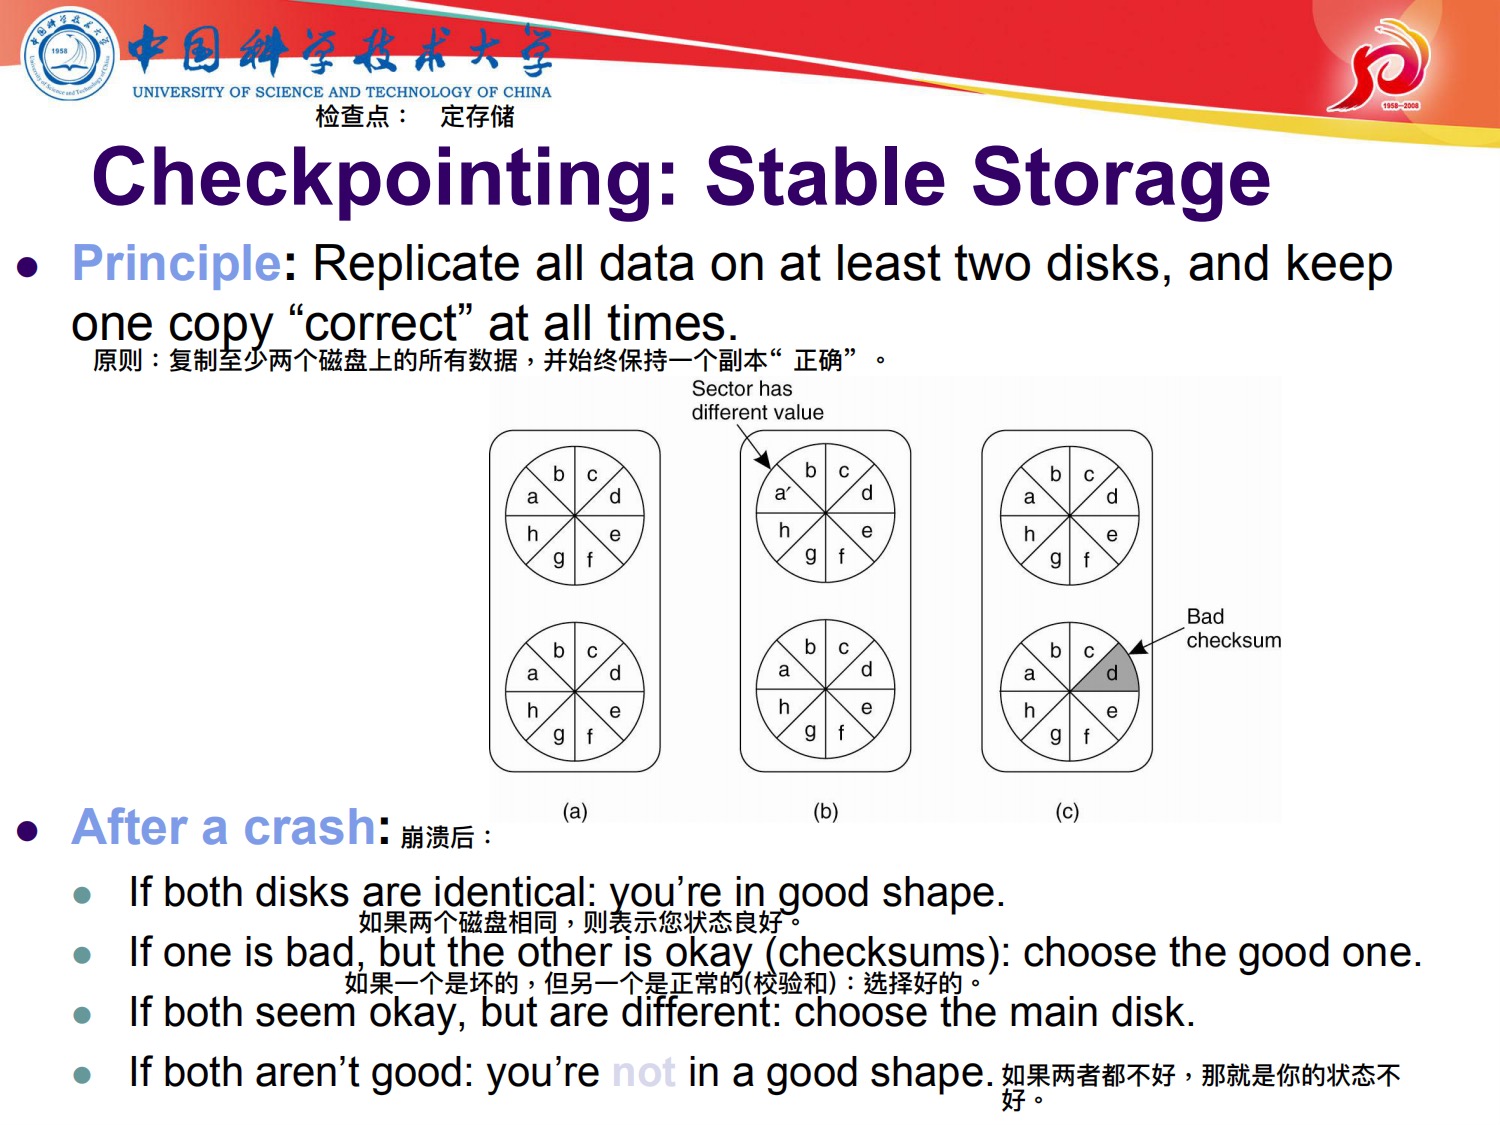 中国科学技术大学
1958
UNIVERSITY OF SCIENCE AND TECHNOLOGY OF CHINA
1958-2008
检查点： 定存储
Checkpointing: Stable Storage
Principle: Replicate all data on at least two disks, and keep
one copy “correct” at all times.
原则：复制至少两个磁盘上的所有数据，并始终保持一个副本“ 正确” 。
Sector has
different value
b c
a d
h e
g f
b c
a d
h e
g f
(a)
b c
a′ d
h e
g f
b c
a d
h e
g f
(b)
b c
a d
h e
g f
b c
a d
h e
g f
(c)
Bad
checksum
After a crash: 崩溃后：
If both disks are identical: you’re in good shape.
如果两个磁盘相同，则表示您状态良好。
If one is bad, but the other is okay (checksums): choose the good one.
如果一个是坏的，但另一个是正常的(校验和)：选择好的。
If both seem okay, but are different: choose the main disk.
If both aren’t good: you’re not in a good shape. 如果两者都不好，那就是你的状态不
好。